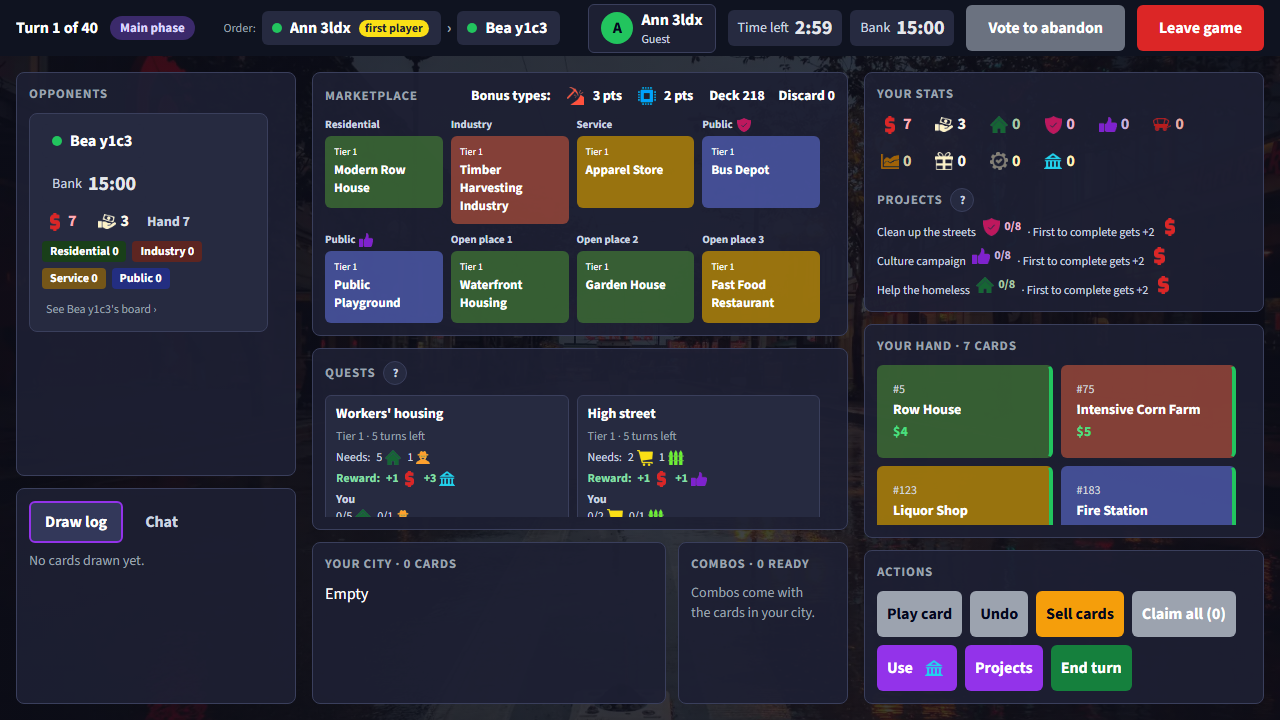 Turn 1 of 40 Main phase Order: Ann 3ldx first player › Bea y1c3 A Ann 3ldx Guest Time left 2:59 Bank 15:00 Vote to abandon Leave game
OPPONENTS
Bea y1c3
Bank 15:00
7 3 Hand 7
Residential 0 Industry 0
Service 0 Public 0
See Bea y1c3's board ›
Draw log Chat
No cards drawn yet.
MARKETPLACE Bonus types: 3 pts 2 pts Deck 218 Discard 0
Residential Industry Service Public
Tier 1 Modern Row House
Tier 1 Timber Harvesting Industry
Tier 1 Apparel Store
Tier 1 Bus Depot
Public Open place 1 Open place 2 Open place 3
Tier 1 Public Playground
Tier 1 Waterfront Housing
Tier 1 Garden House
Tier 1 Fast Food Restaurant
QUESTS ?
Workers' housing
Tier 1 · 5 turns left
Needs: 5 1
Reward: +1 +3
You
0/5 0/1
High street
Tier 1 · 5 turns left
Needs: 2 1
Reward: +1 +1
You
0/2 0/1
YOUR CITY · 0 CARDS
Empty
COMBOS · 0 READY
Combos come with
the cards in your city.
YOUR STATS
7 3 0 0 0 0
0 0 0 0
PROJECTS ?
Clean up the streets 0/8 · First to complete gets +2
Culture campaign 0/8 · First to complete gets +2
Help the homeless 0/8 · First to complete gets +2
YOUR HAND · 7 CARDS
#5
Row House
$4
#75
Intensive Corn Farm
$5
#123
Liquor Shop
#183
Fire Station
ACTIONS
Play card Undo Sell cards Claim all (0)
Use Projects End turn